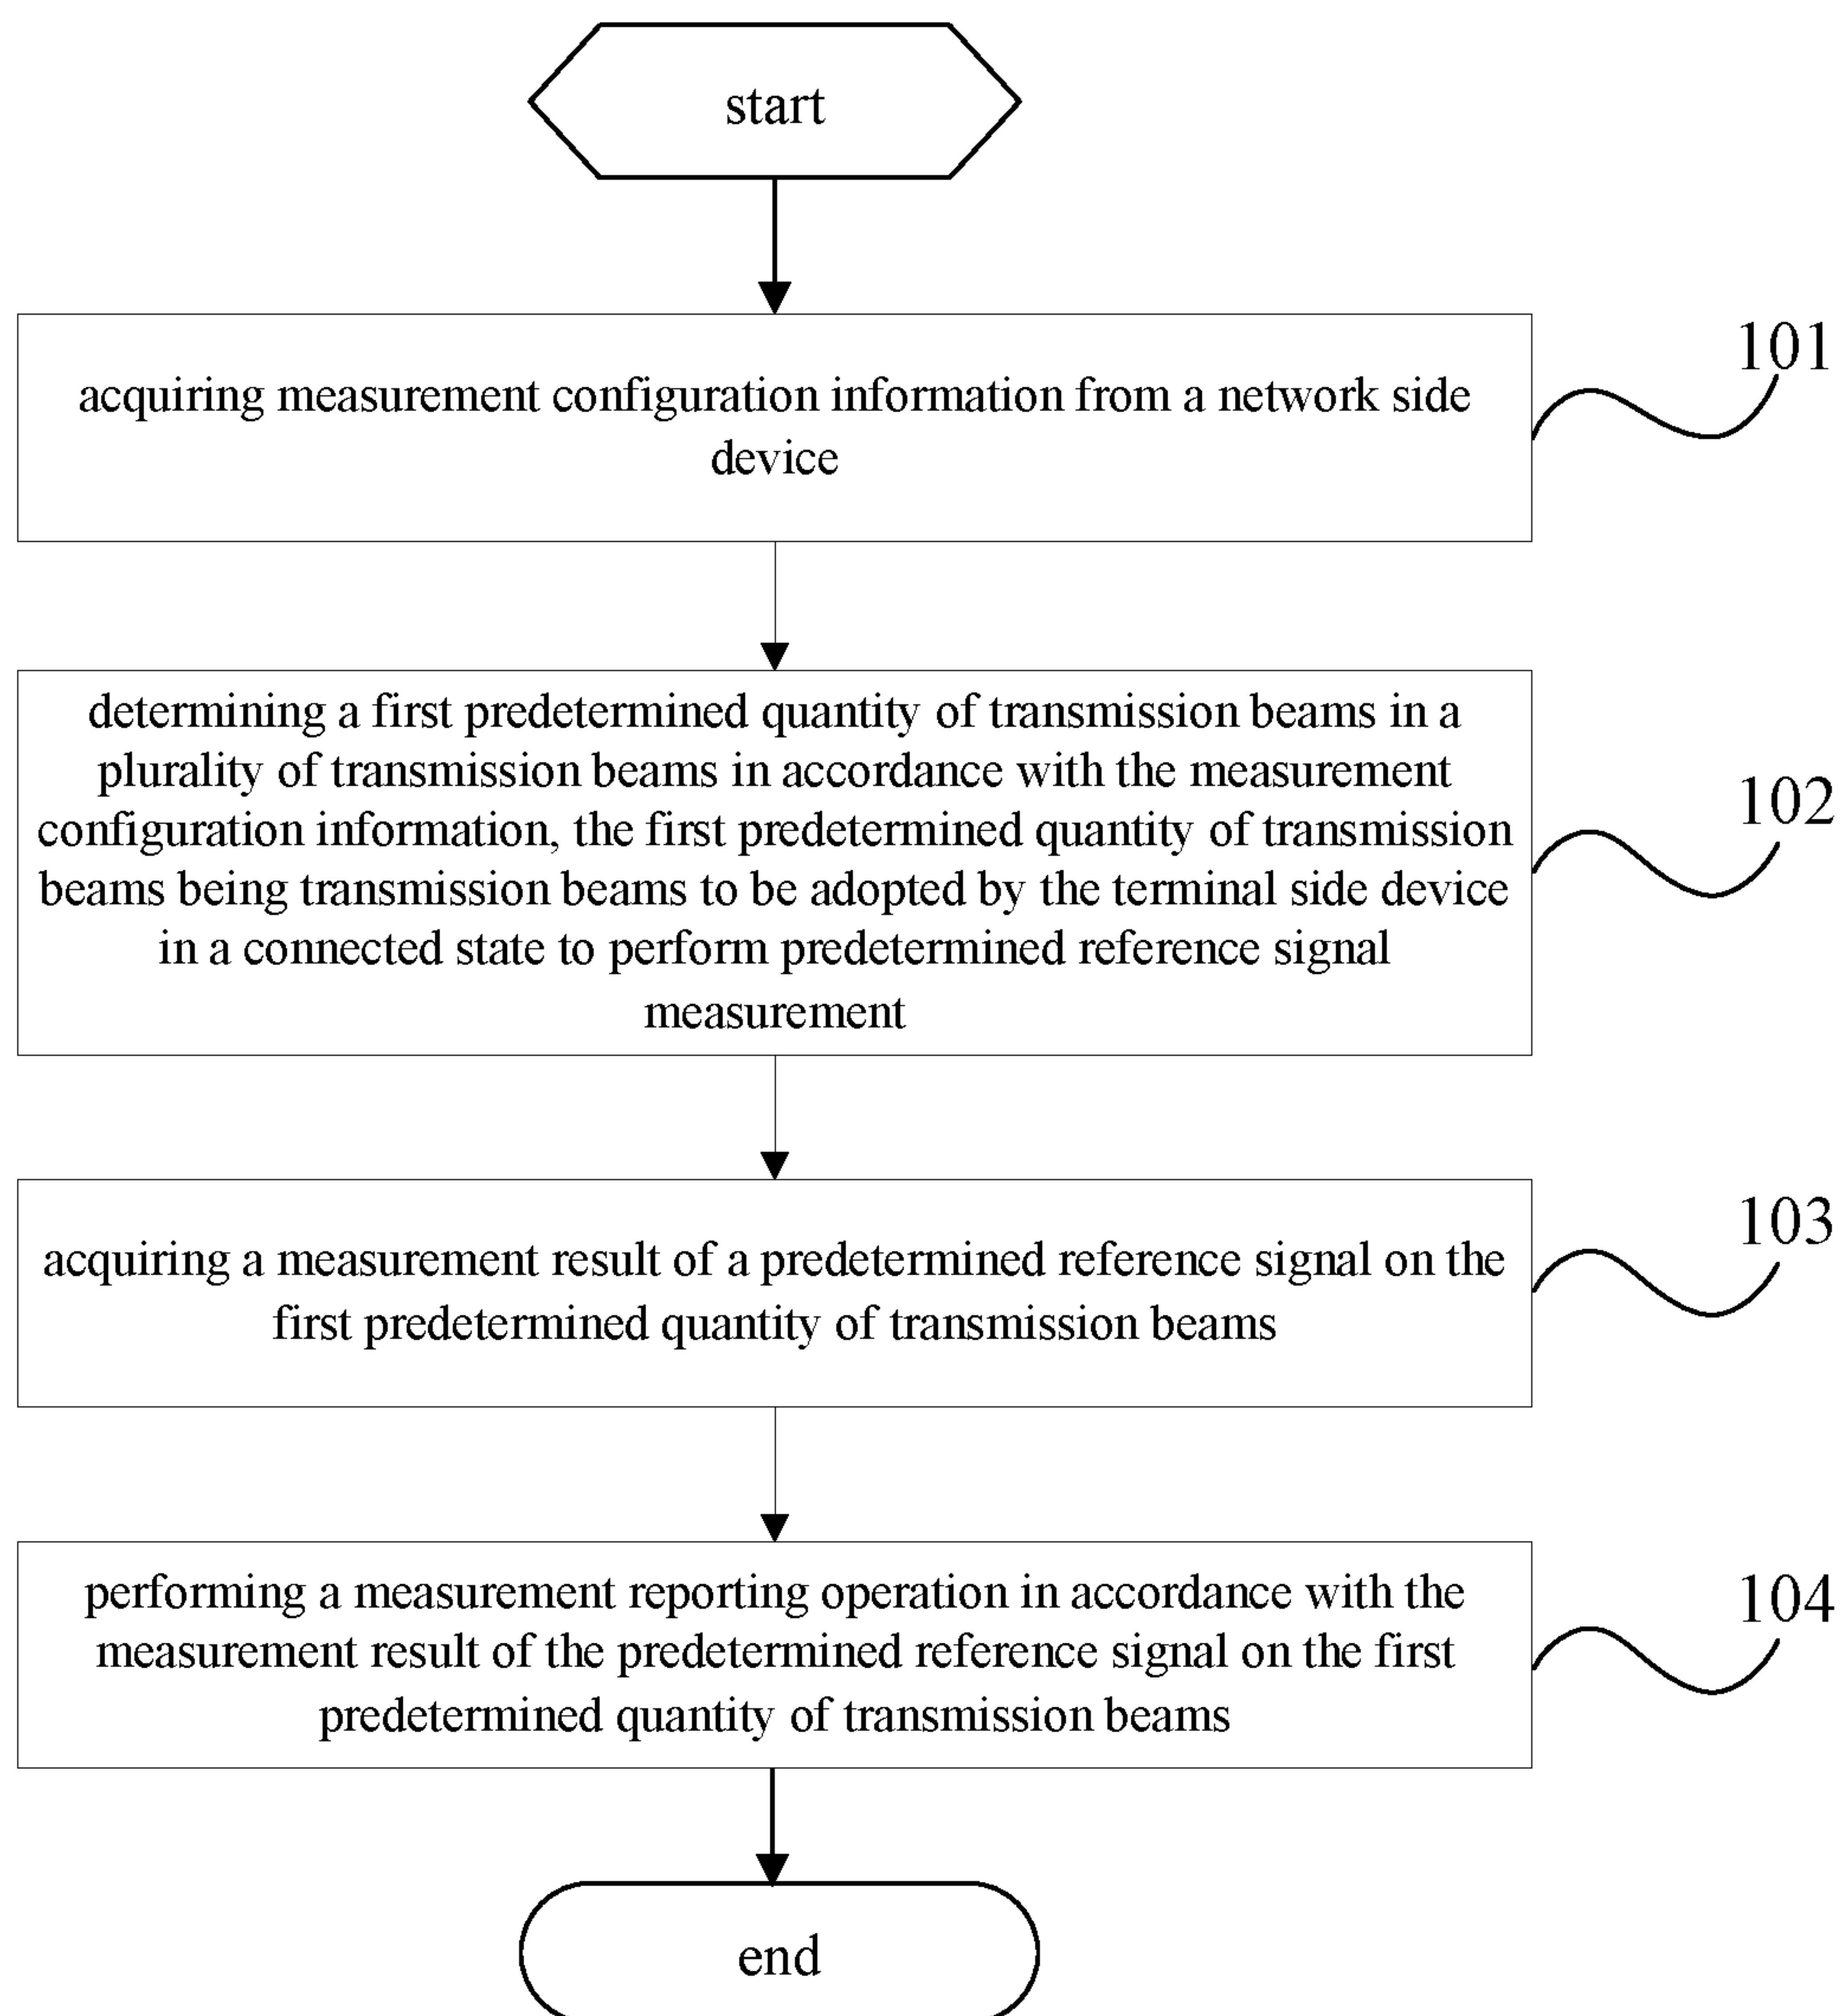 start
acquiring measurement configuration information from a network side
device
101
determining a first predetermined quantity of transmission beams in a
plurality of transmission beams in accordance with the measurement
configuration information, the first predetermined quantity of transmission
beams being transmission beams to be adopted by the terminal side device
in a connected state to perform predetermined reference signal
measurement
102
acquiring a measurement result of a predetermined reference signal on the
first predetermined quantity of transmission beams
103
performing a measurement reporting operation in accordance with the
measurement result of the predetermined reference signal on the first
predetermined quantity of transmission beams
104
end